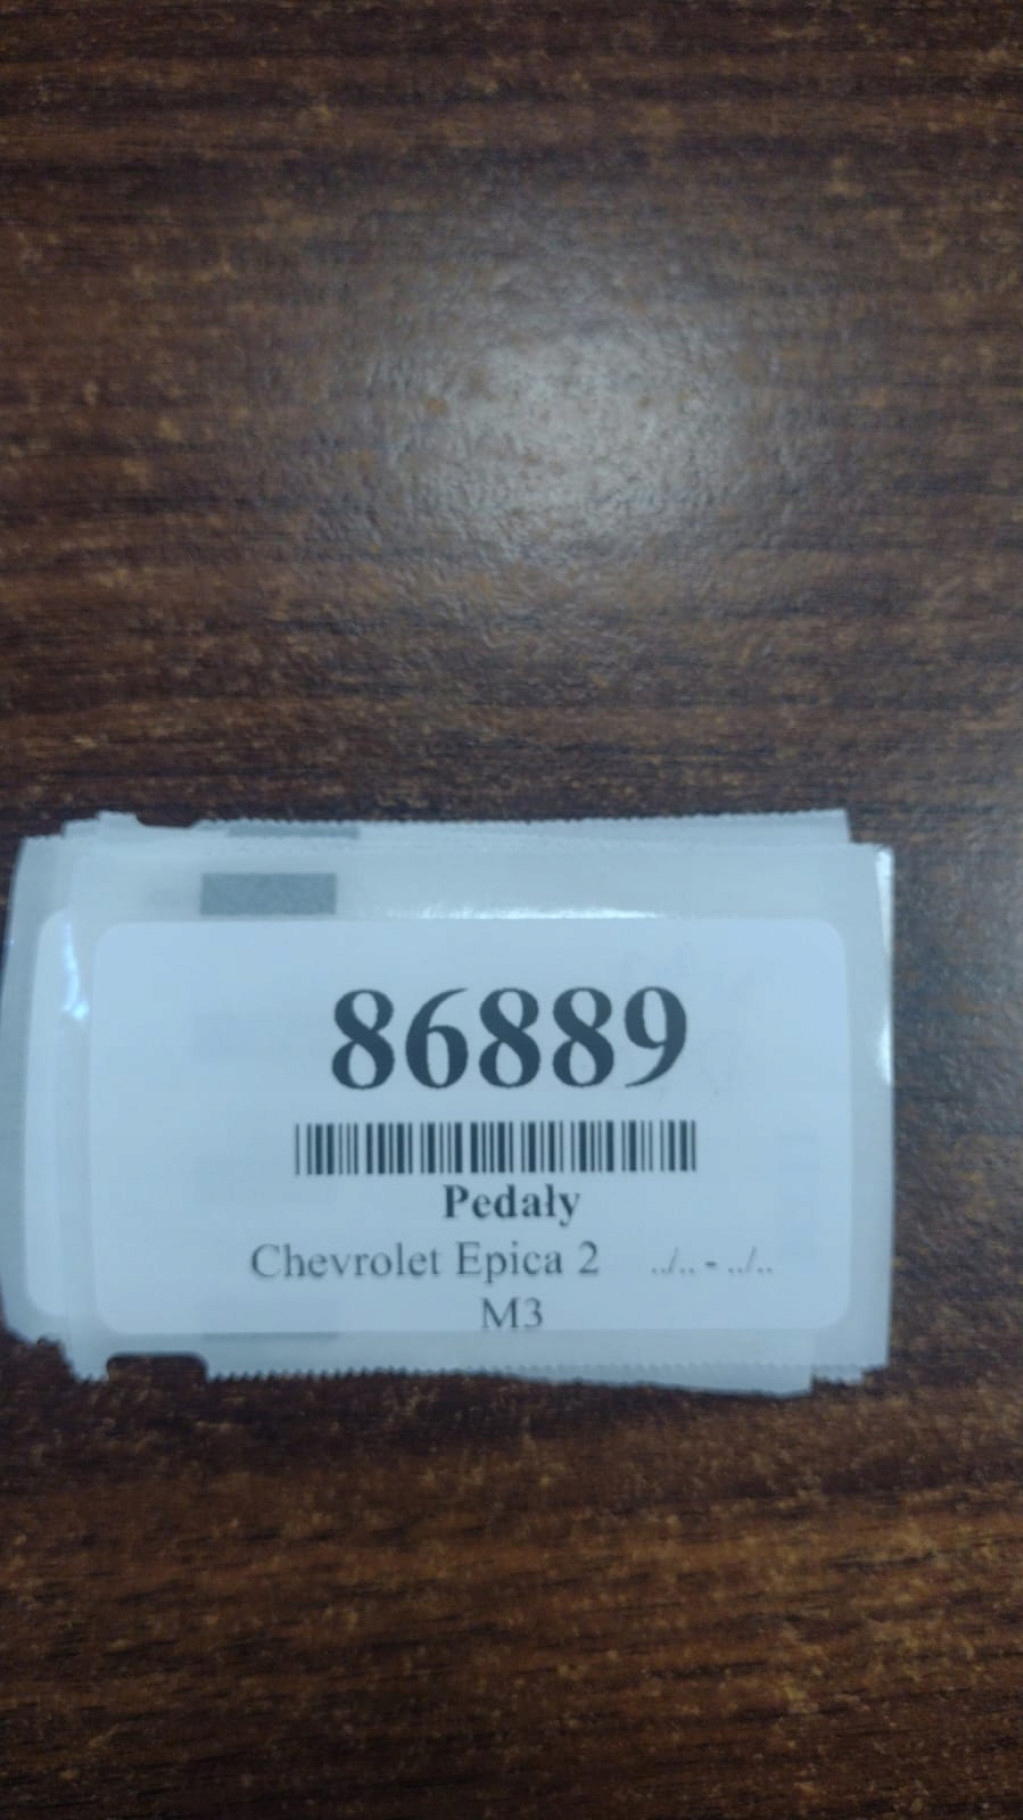 86889
Pedały
Chevrolet Epica 2 ../.. - ../..
M3